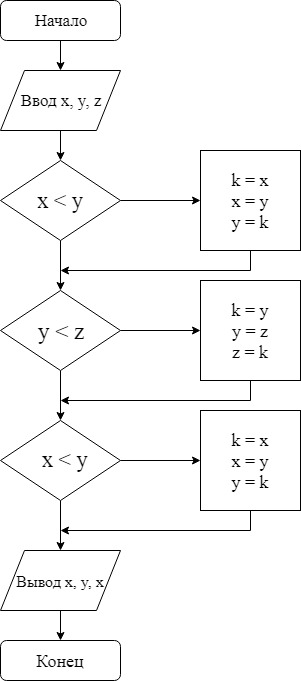 Начало
Ввод x, y, z
x < y
k = x
x = y
y = k
y < z
k = y
y = z
z = k
x < y
k = x
x = y
y = k
Вывод x, y, x
Конец